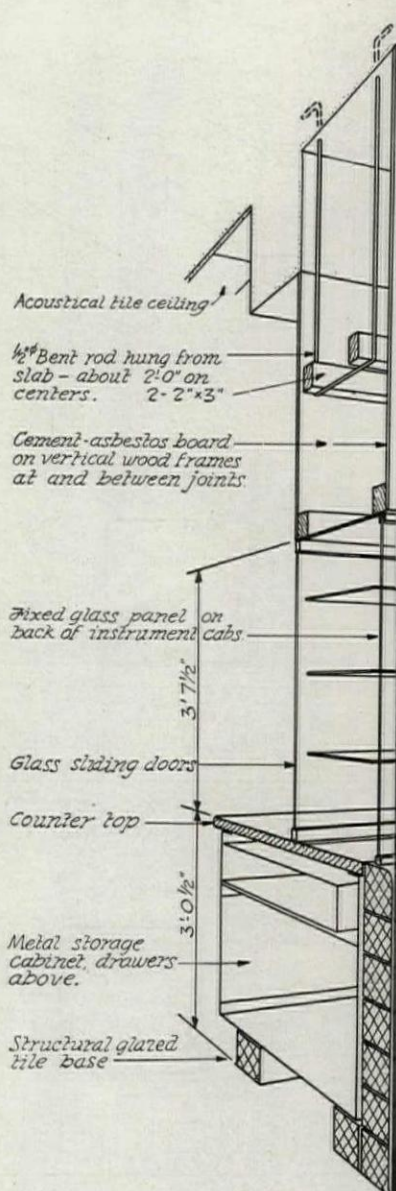 Acoustical tile ceiling
1/2"ϕ Bent rod hung from
slab - about 2'-0" on
centers. 2- 2"×3"
Cement-asbestos board
on vertical wood frames
at and between joints.
Fixed glass panel on
back of instrument cabs.
3'7½"
Glass sliding doors
Counter top
3'-0½"
Metal storage
cabinet, drawers
above.
Structural glazed
tile base